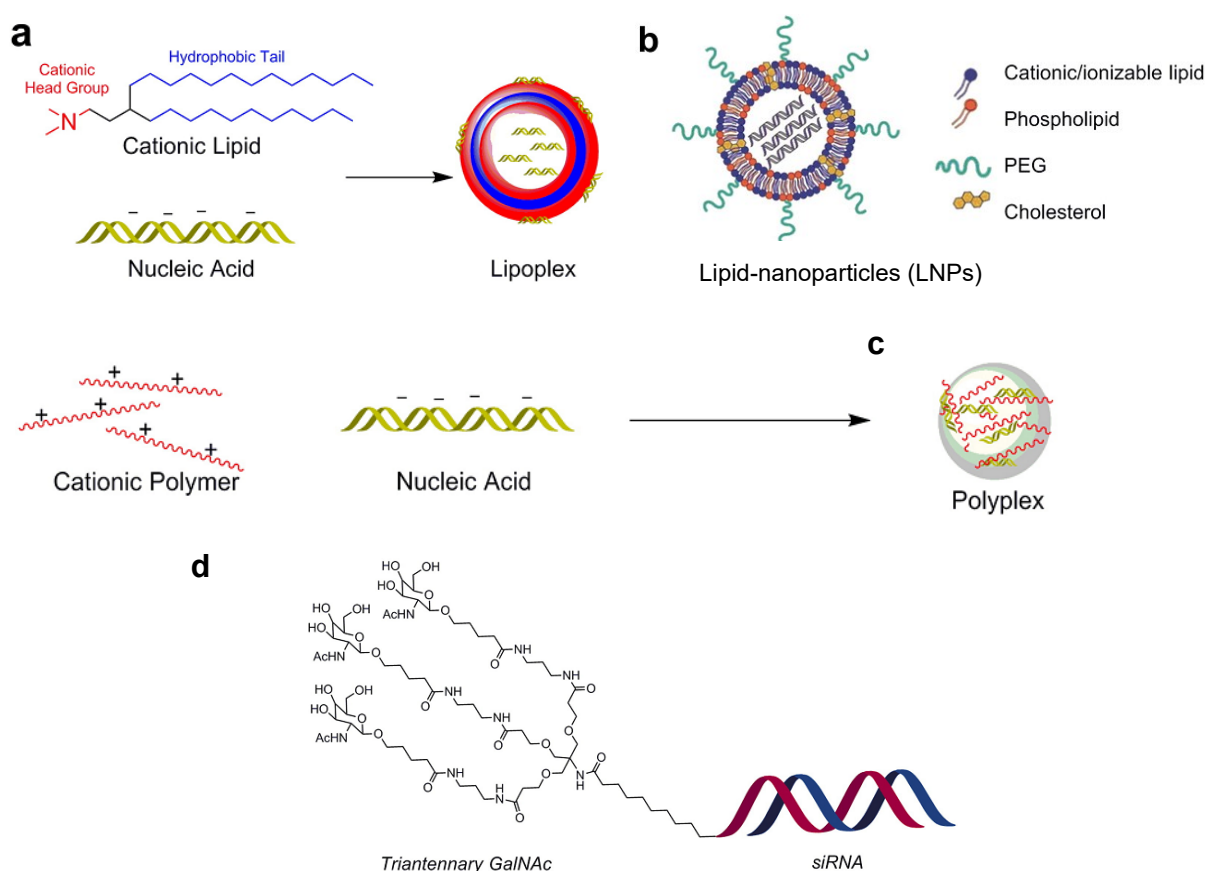 a
Hydrophobic Tail
Cationic
Head Group
N
Cationic Lipid
− − − −
Nucleic Acid
Lipoplex
b
Cationic/ionizable lipid
Phospholipid
PEG
Cholesterol
Lipid-nanoparticles (LNPs)
+ +
+ +
+ +
Cationic Polymer
− − − −
Nucleic Acid
c
Polyplex
d
HO OH
HO O
AcHN O
O NH
NH
O
O
HO OH
HO O
AcHN O
O NH
NH
O
O
HO OH
HO O
AcHN O
O NH
N
H
O
O
N
H
O
Triantennary GalNAc
siRNA